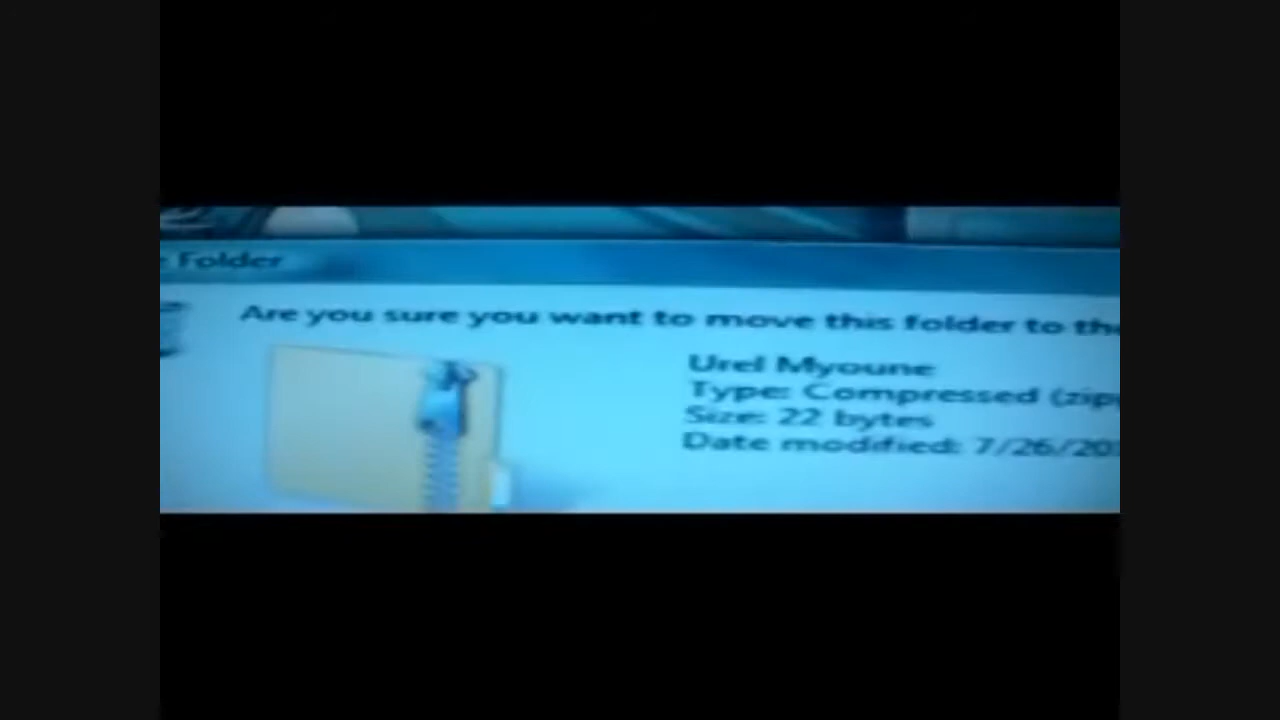 Folder
Are you sure you want to move this folder to the
Urel Myoune
Type: Compressed (zip
Size: 22 bytes
Date modified: 7/26/20